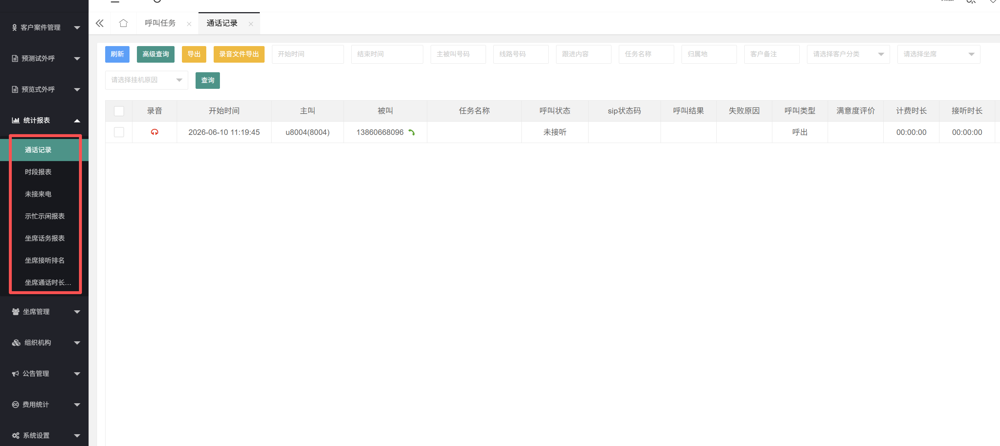 客户案件管理
预测试外呼
预览式外呼
统计报表
通话记录
时段报表
未接来电
示忙示闲报表
坐席话务报表
坐席接听排名
坐席通话时长...
坐席管理
组织机构
公告管理
费用统计
系统设置
呼叫任务
通话记录
刷新 高级查询 导出 录音文件导出 开始时间 结束时间 主被叫号码 线路号码 跟进内容 任务名称 归属地 客户备注 请选择客户分类 请选择坐席
请选择挂机原因 查询
录音 开始时间 主叫 被叫 任务名称 呼叫状态 sip状态码 呼叫结果 失败原因 呼叫类型 满意度评价 计费时长 接听时长
2026-06-10 11:19:45 u8004(8004) 13860668096 未接听 呼出 00:00:00 00:00:00